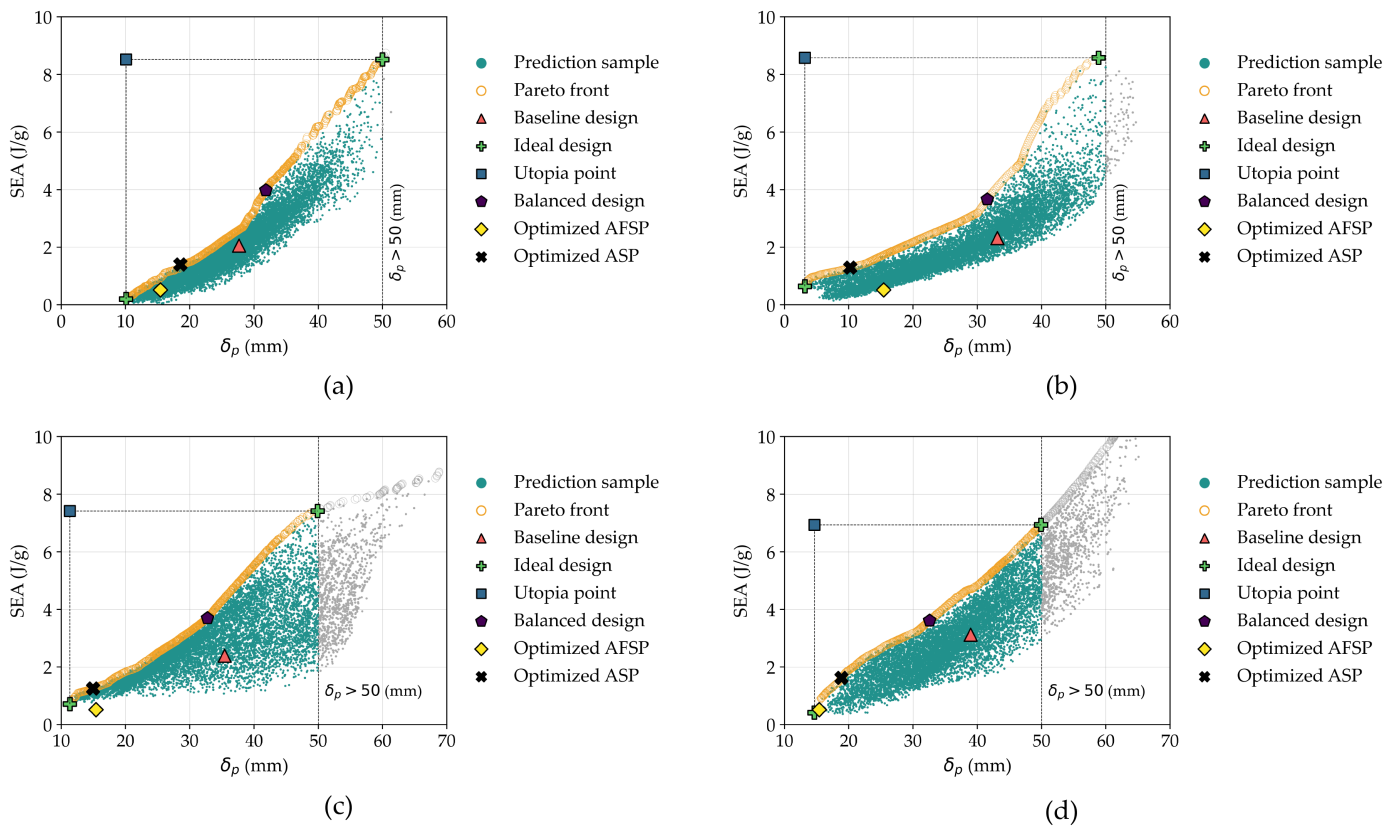 10
8
6
4
2
0
SEA (J/g)
0 10 20 30 40 50 60
δp (mm)
δp > 50 (mm)
Prediction sample
Pareto front
Baseline design
Ideal design
Utopia point
Balanced design
Optimized AFSP
Optimized ASP
(a)
10
8
6
4
2
0
SEA (J/g)
0 10 20 30 40 50 60
δp (mm)
δp > 50 (mm)
Prediction sample
Pareto front
Baseline design
Ideal design
Utopia point
Balanced design
Optimized AFSP
Optimized ASP
(b)
10
8
6
4
2
0
SEA (J/g)
10 20 30 40 50 60 70
δp (mm)
δp > 50 (mm)
Prediction sample
Pareto front
Baseline design
Ideal design
Utopia point
Balanced design
Optimized AFSP
Optimized ASP
(c)
10
8
6
4
2
0
SEA (J/g)
10 20 30 40 50 60 70
δp (mm)
δp > 50 (mm)
Prediction sample
Pareto front
Baseline design
Ideal design
Utopia point
Balanced design
Optimized AFSP
Optimized ASP
(d)